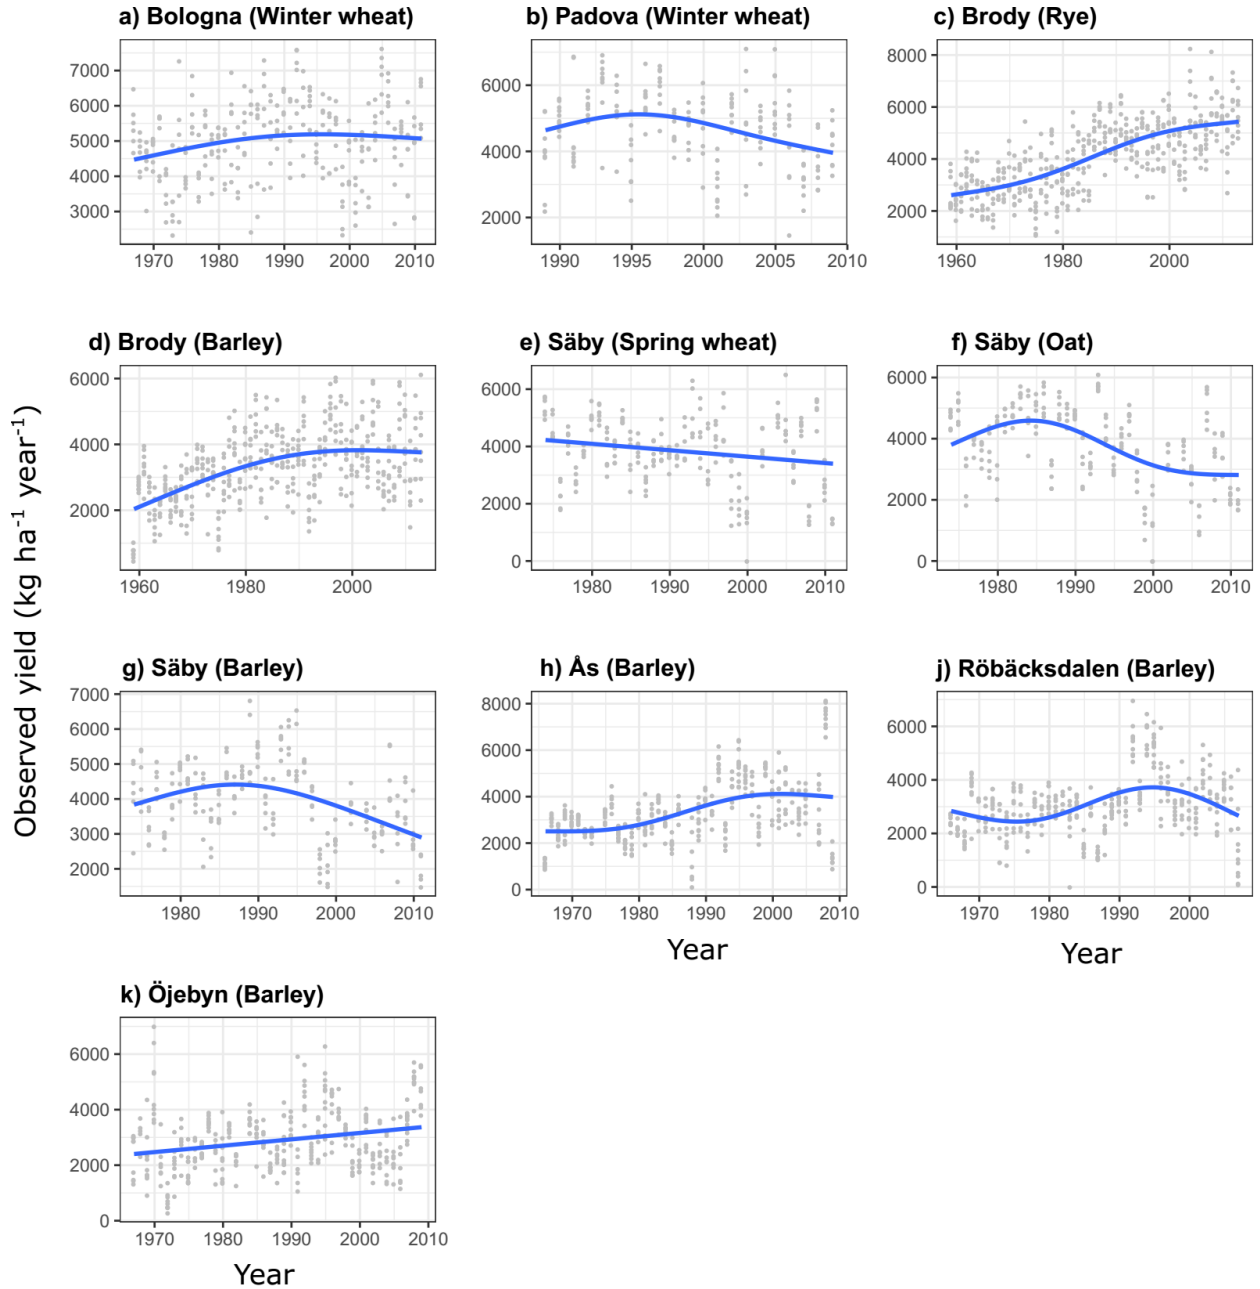 a) Bologna (Winter wheat)
7000
6000
5000
4000
3000
1970 1980 1990 2000 2010
b) Padova (Winter wheat)
6000
4000
2000
1990 1995 2000 2005 2010
c) Brody (Rye)
8000
6000
4000
2000
1960 1980 2000
d) Brody (Barley)
6000
4000
2000
1960 1980 2000
e) Säby (Spring wheat)
6000
4000
2000
0
1980 1990 2000 2010
f) Säby (Oat)
6000
4000
2000
0
1980 1990 2000 2010
Observed yield (kg ha⁻¹ year⁻¹)
g) Säby (Barley)
7000
6000
5000
4000
3000
2000
1980 1990 2000 2010
h) Ås (Barley)
8000
6000
4000
2000
0
1970 1980 1990 2000 2010
Year
j) Röbäcksdalen (Barley)
6000
4000
2000
0
1970 1980 1990 2000
Year
k) Öjebyn (Barley)
6000
4000
2000
0
1970 1980 1990 2000 2010
Year